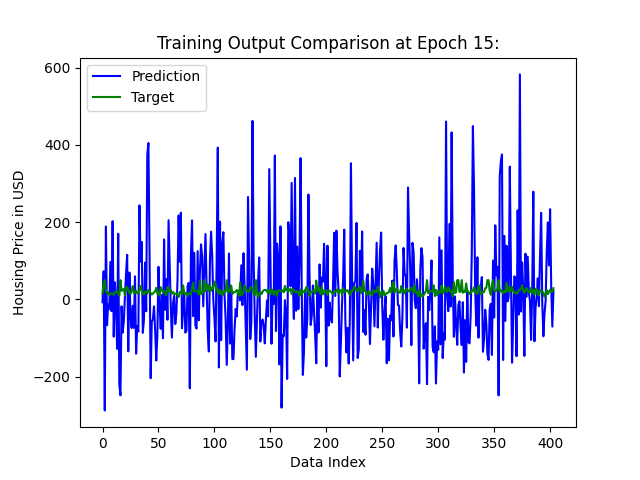 Training Output Comparison at Epoch 15:
Prediction
Target
Housing Price in USD
600
400
200
0
−200
0 50 100 150 200 250 300 350 400
Data Index